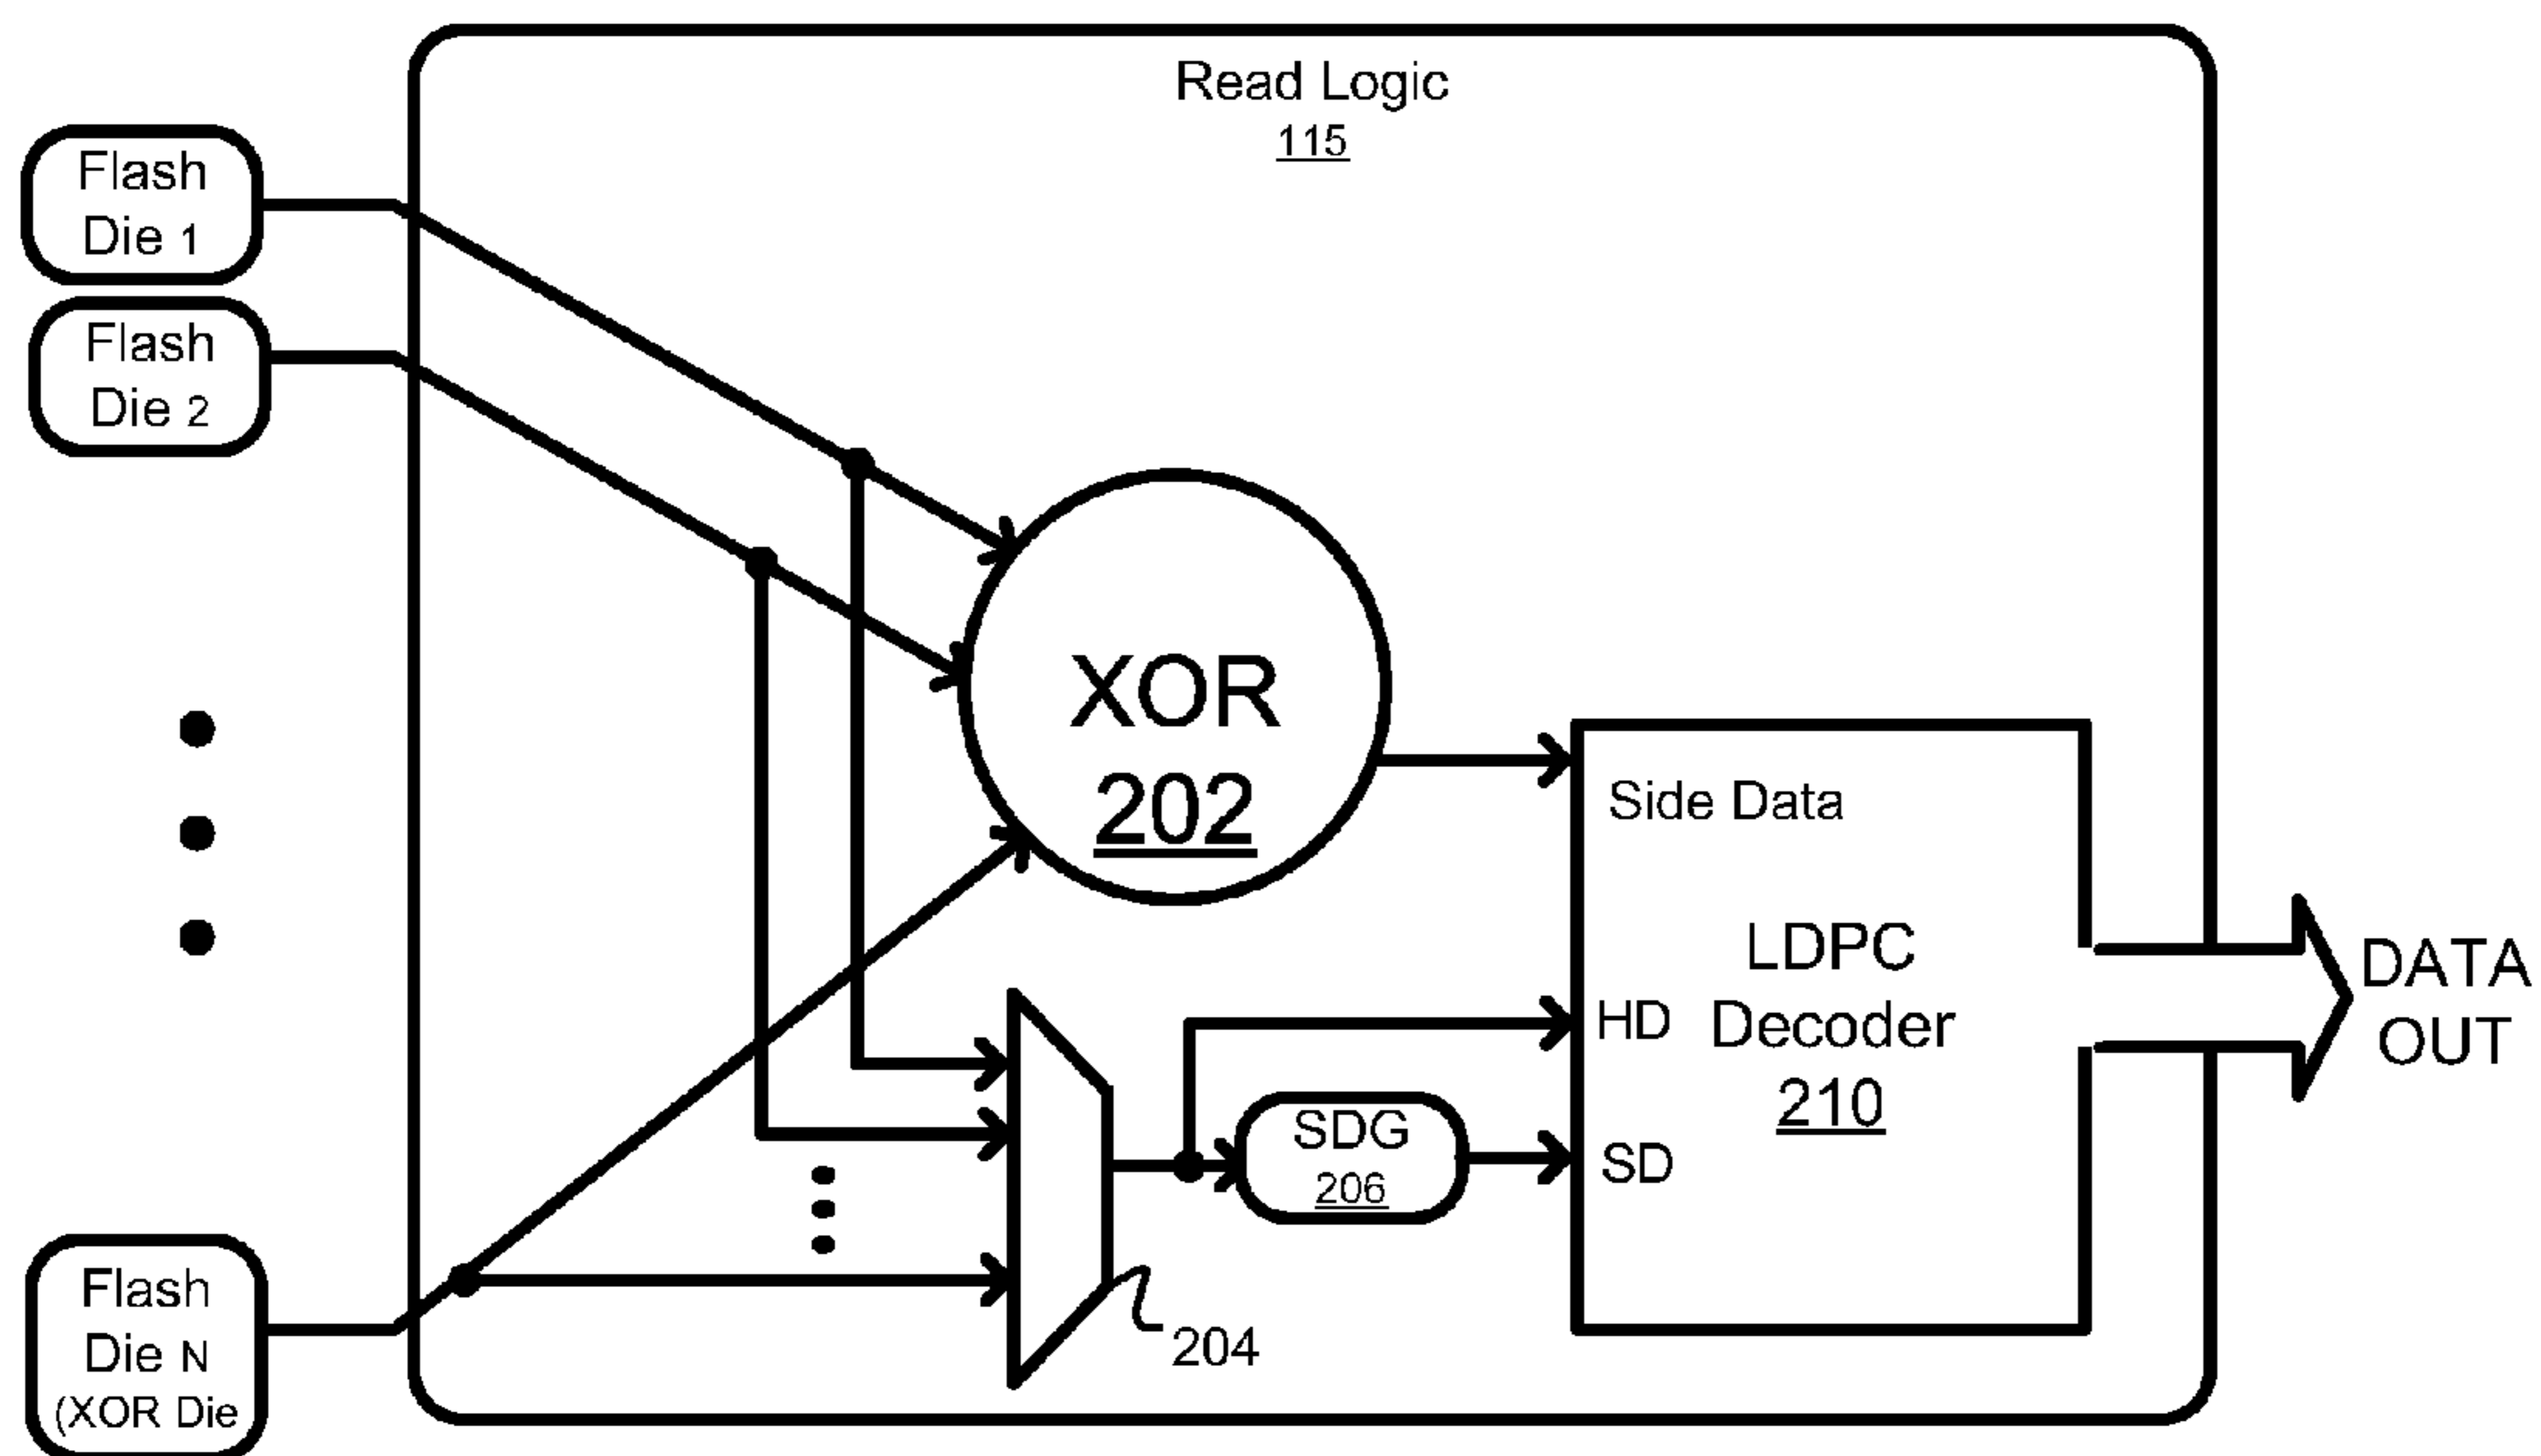 Read Logic
115
Flash
Die 1
Flash
Die 2
XOR
202
Side Data
LDPC
Decoder
210
HD
SD
DATA
OUT
SDG
206
204
Flash
Die N
(XOR Die